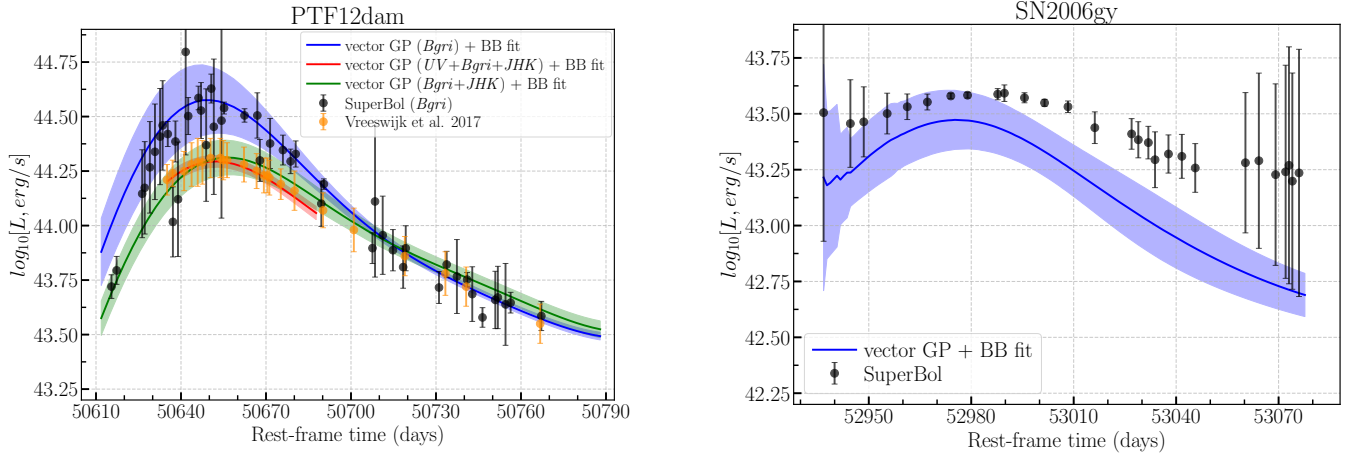 PTF12dam
log10[L, erg/s]
44.75
44.50
44.25
44.00
43.75
43.50
43.25
vector GP (Bgri) + BB fit
vector GP (UV+Bgri+JHK) + BB fit
vector GP (Bgri+JHK) + BB fit
SuperBol (Bgri)
Vreeswijk et al. 2017
50610 50640 50670 50700 50730 50760 50790
Rest-frame time (days)
SN2006gy
log10[L, erg/s]
43.75
43.50
43.25
43.00
42.75
42.50
42.25
vector GP + BB fit
SuperBol
52950 52980 53010 53040 53070
Rest-frame time (days)